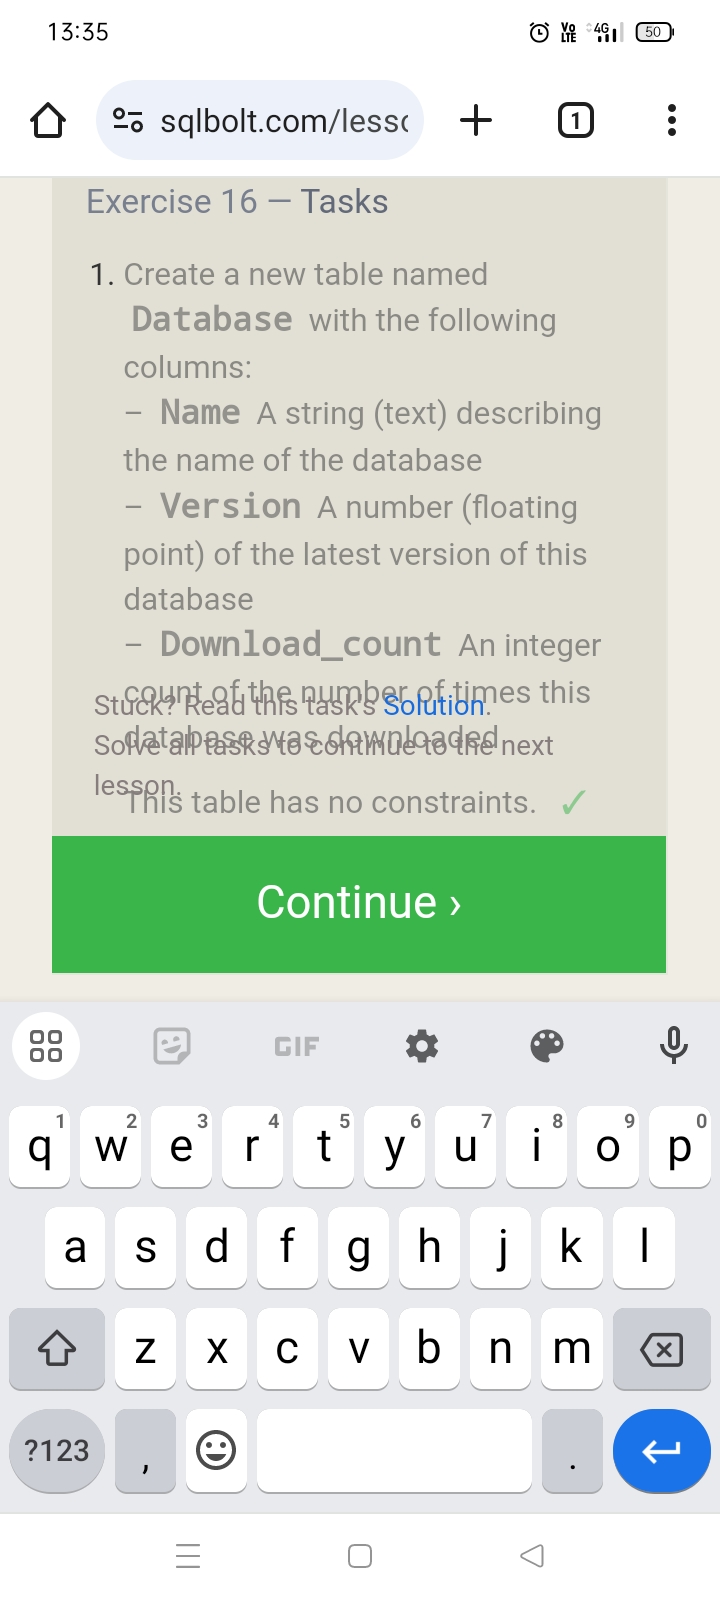 13:35
Vo LTE 4G 50
sqlbolt.com/lesso
1
Exercise 16 — Tasks
1. Create a new table named
Database with the following
columns:
– Name A string (text) describing
the name of the database
– Version A number (floating
point) of the latest version of this
database
– Download_count An integer
count of the number of times this
database was downloaded
This table has no constraints. ✓
Stuck? Read this task's Solution.
Solve all tasks to continue to the next
lesson.
Continue ›
GIF
1 2 3 4 5 6 7 8 9 0
q w e r t y u i o p
a s d f g h j k l
z x c v b n m
?123 , .